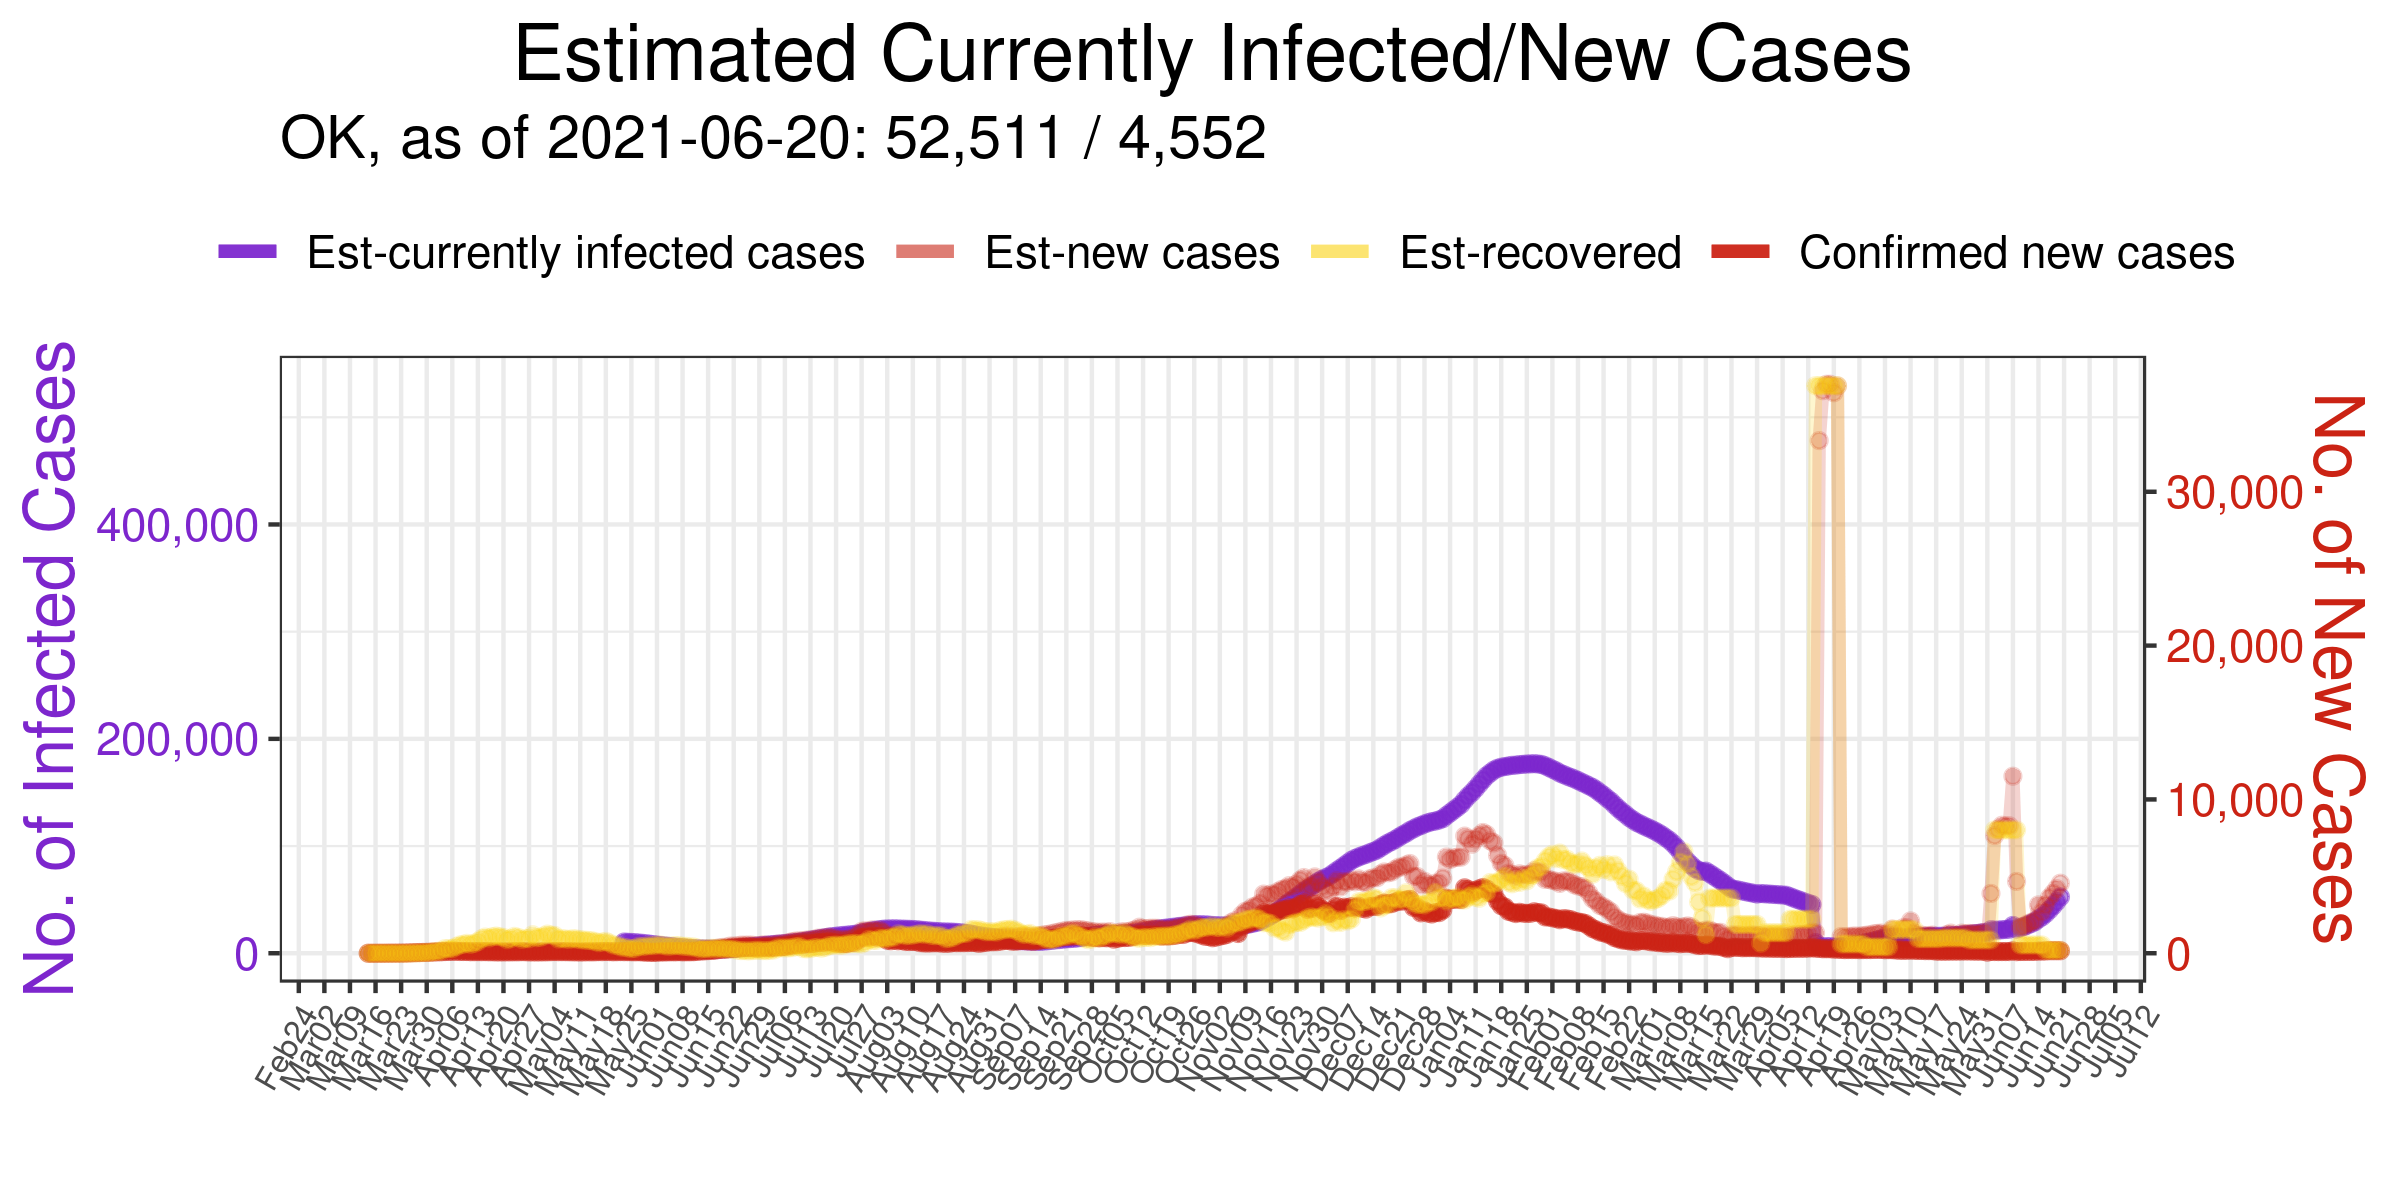 Estimated Currently Infected/New Cases
OK, as of 2021-06-20: 52,511 / 4,552
Est-currently infected cases
Est-new cases
Est-recovered
Confirmed new cases
No. of Infected Cases
400,000
200,000
0
30,000
20,000
10,000
0
No. of New Cases
Feb24
Mar02
Mar09
Mar16
Mar23
Mar30
Apr06
Apr13
Apr20
Apr27
May04
May11
May18
May25
Jun01
Jun08
Jun15
Jun22
Jun29
Jul06
Jul13
Jul20
Jul27
Aug03
Aug10
Aug17
Aug24
Aug31
Sep07
Sep14
Sep21
Sep28
Oct05
Oct12
Oct19
Oct26
Nov02
Nov09
Nov16
Nov23
Nov30
Dec07
Dec14
Dec21
Dec28
Jan04
Jan11
Jan18
Jan25
Feb01
Feb08
Feb15
Feb22
Mar01
Mar08
Mar15
Mar22
Mar29
Apr05
Apr12
Apr19
Apr26
May03
May10
May17
May24
May31
Jun07
Jun14
Jun21
Jun28
Jul05
Jul12